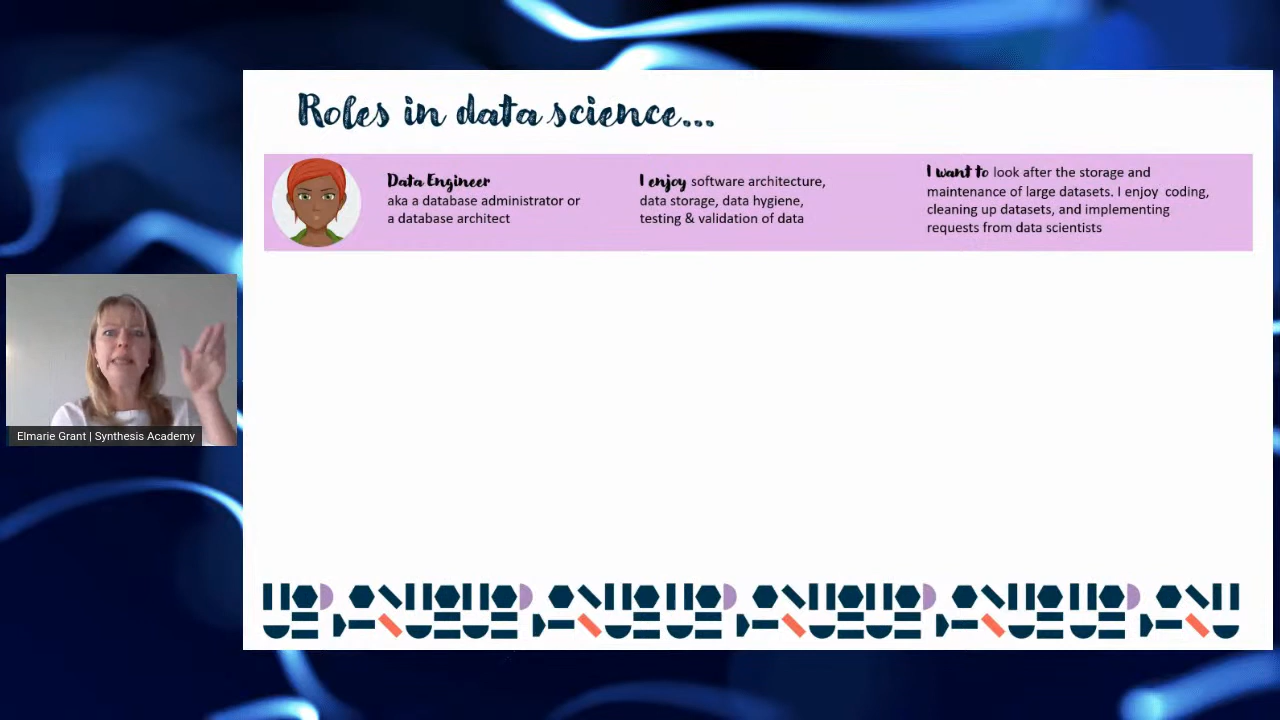 Roles in data science...
Data Engineer
aka a database administrator or
a database architect
I enjoy software architecture,
data storage, data hygiene,
testing & validation of data
I want to look after the storage and
maintenance of large datasets. I enjoy coding,
cleaning up datasets, and implementing
requests from data scientists
Elmarie Grant | Synthesis Academy